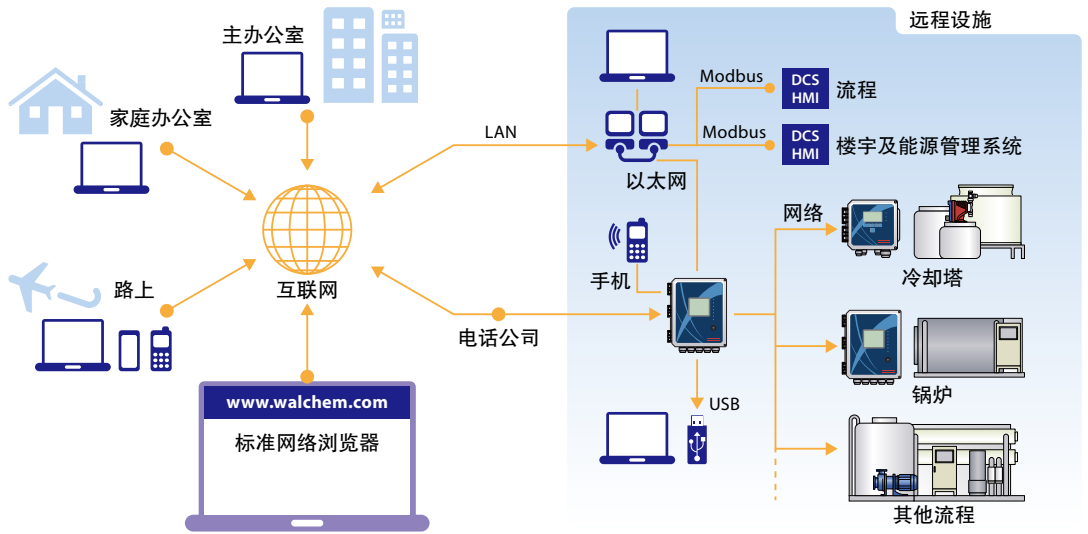 主办公室
家庭办公室
路上
互联网
www.walchem.com
标准网络浏览器
LAN
电话公司
远程设施
Modbus
DCS
HMI
流程
Modbus
DCS
HMI
楼宇及能源管理系统
以太网
手机
网络
冷却塔
锅炉
USB
其他流程